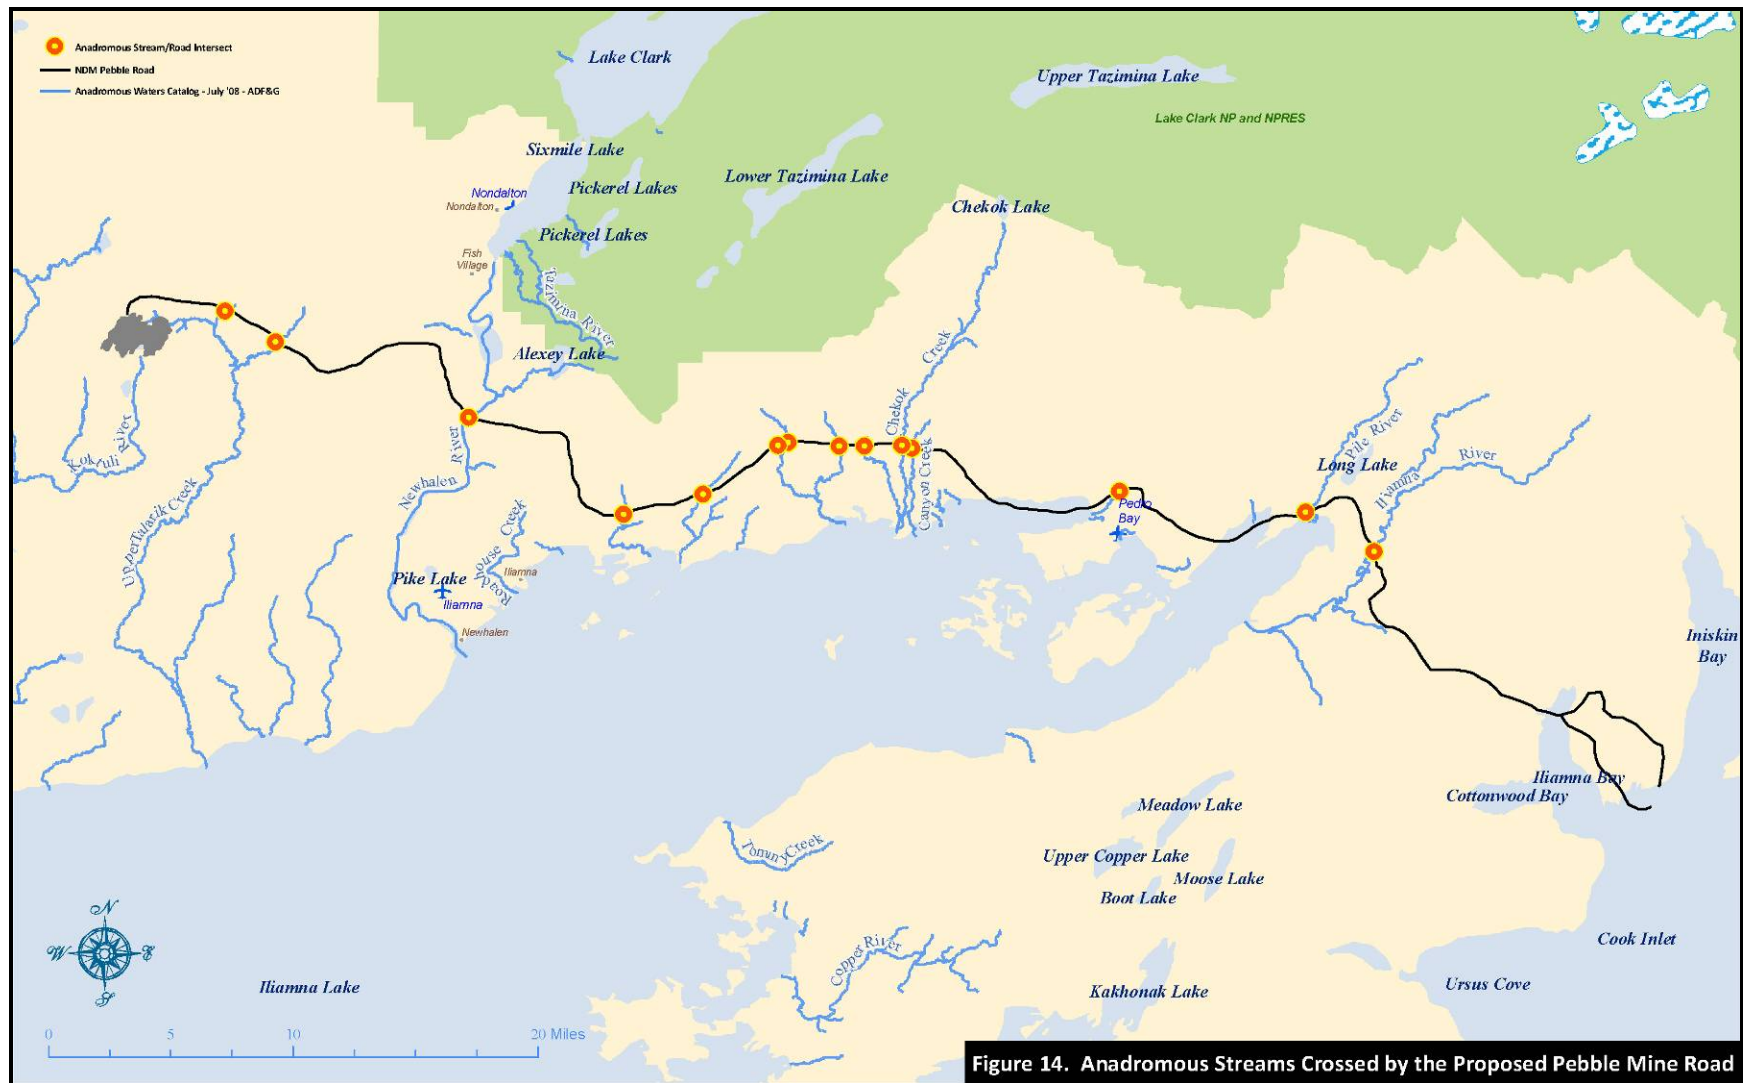 Anadromous Stream/Road Intersect
NDM Pebble Road
Anadromous Waters Catalog - July '08 - ADF&G
Lake Clark
Upper Tazimina Lake
Lake Clark NP and NPRES
Sixmile Lake
Lower Tazimina Lake
Pickerel Lakes
Nondalton
Nondalton
Chekok Lake
Pickerel Lakes
Fish
Village
Tazimina River
Alexey Lake
Chekok Creek
Canyon Creek
Koktuli River
Newhalen River
Upper Talarik Creek
Pile River
Long Lake
Iliamna River
Pedro
Bay
Roadhouse Creek
Iliamna
Pike Lake
Iliamna
Newhalen
Iniskin
Bay
Iliamna Bay
Cottonwood Bay
Meadow Lake
Tommy Creek
Upper Copper Lake
Moose Lake
Boot Lake
Copper River
Cook Inlet
Ursus Cove
Kakhonak Lake
Iliamna Lake
N
W E
S
0 5 10 20 Miles
Figure 14. Anadromous Streams Crossed by the Proposed Pebble Mine Road